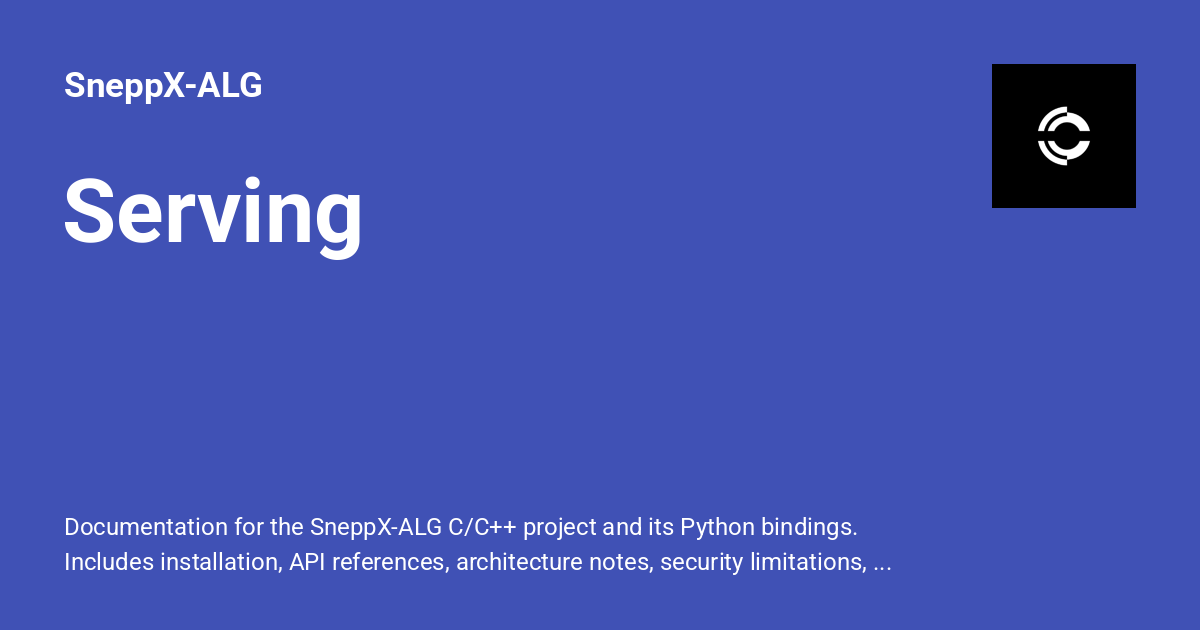 SneppX-ALG
Serving
Documentation for the SneppX-ALG C/C++ project and its Python bindings.
Includes installation, API references, architecture notes, security limitations, ...